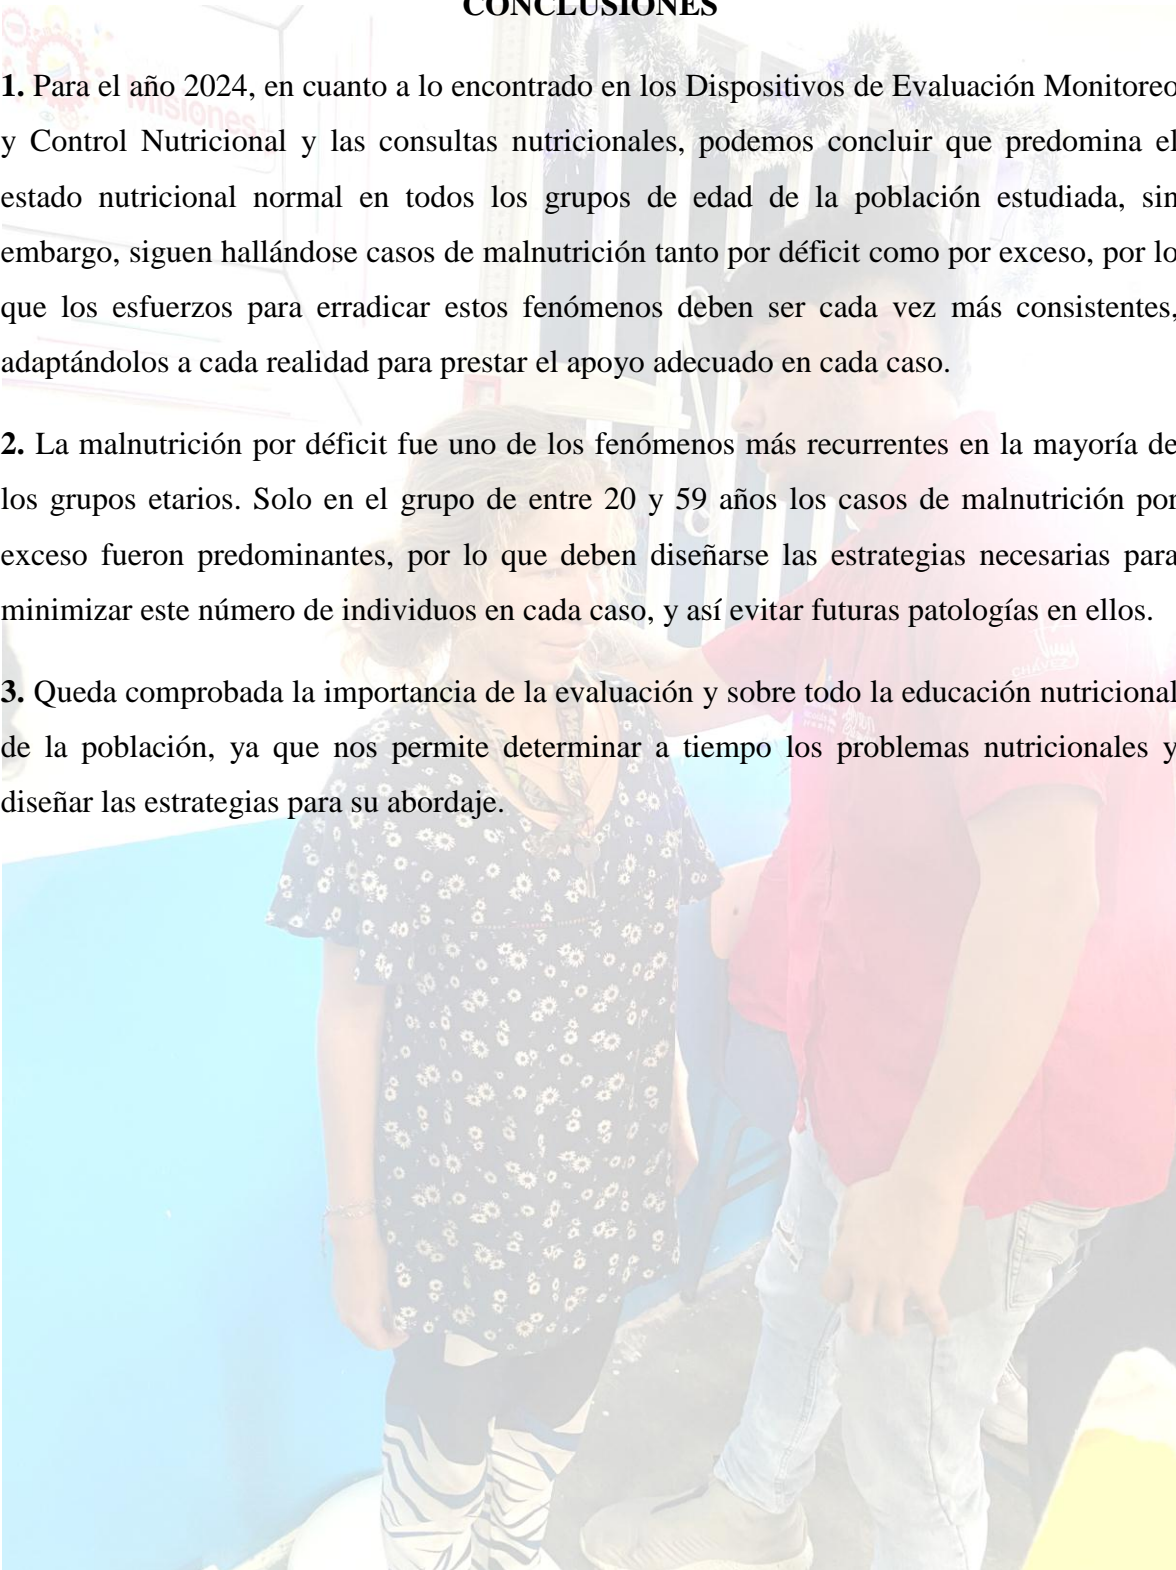 CONCLUSIONES
1. Para el año 2024, en cuanto a lo encontrado en los Dispositivos de Evaluación Monitoreo
y Control Nutricional y las consultas nutricionales, podemos concluir que predomina el
estado nutricional normal en todos los grupos de edad de la población estudiada, sin
embargo, siguen hallándose casos de malnutrición tanto por déficit como por exceso, por lo
que los esfuerzos para erradicar estos fenómenos deben ser cada vez más consistentes,
adaptándolos a cada realidad para prestar el apoyo adecuado en cada caso.
2. La malnutrición por déficit fue uno de los fenómenos más recurrentes en la mayoría de
los grupos etarios. Solo en el grupo de entre 20 y 59 años los casos de malnutrición por
exceso fueron predominantes, por lo que deben diseñarse las estrategias necesarias para
minimizar este número de individuos en cada caso, y así evitar futuras patologías en ellos.
3. Queda comprobada la importancia de la evaluación y sobre todo la educación nutricional
de la población, ya que nos permite determinar a tiempo los problemas nutricionales y
diseñar las estrategias para su abordaje.
Misiones
CHÁVEZ